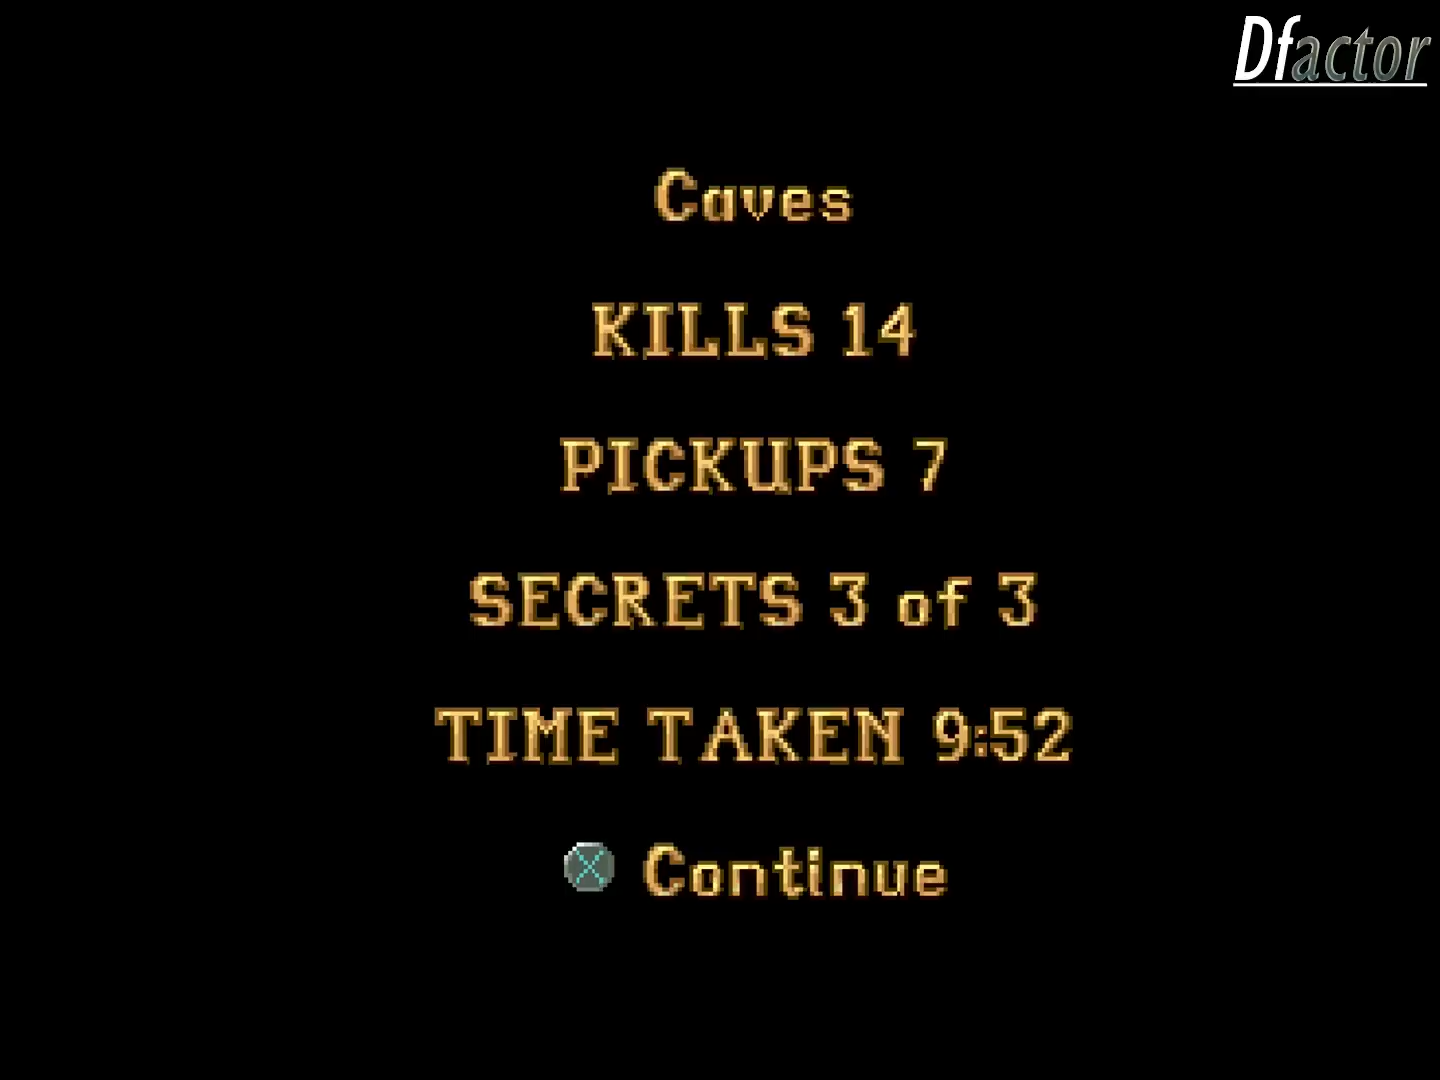 Dfactor
Caves
KILLS 14
PICKUPS 7
SECRETS 3 of 3
TIME TAKEN 9:52
Continue